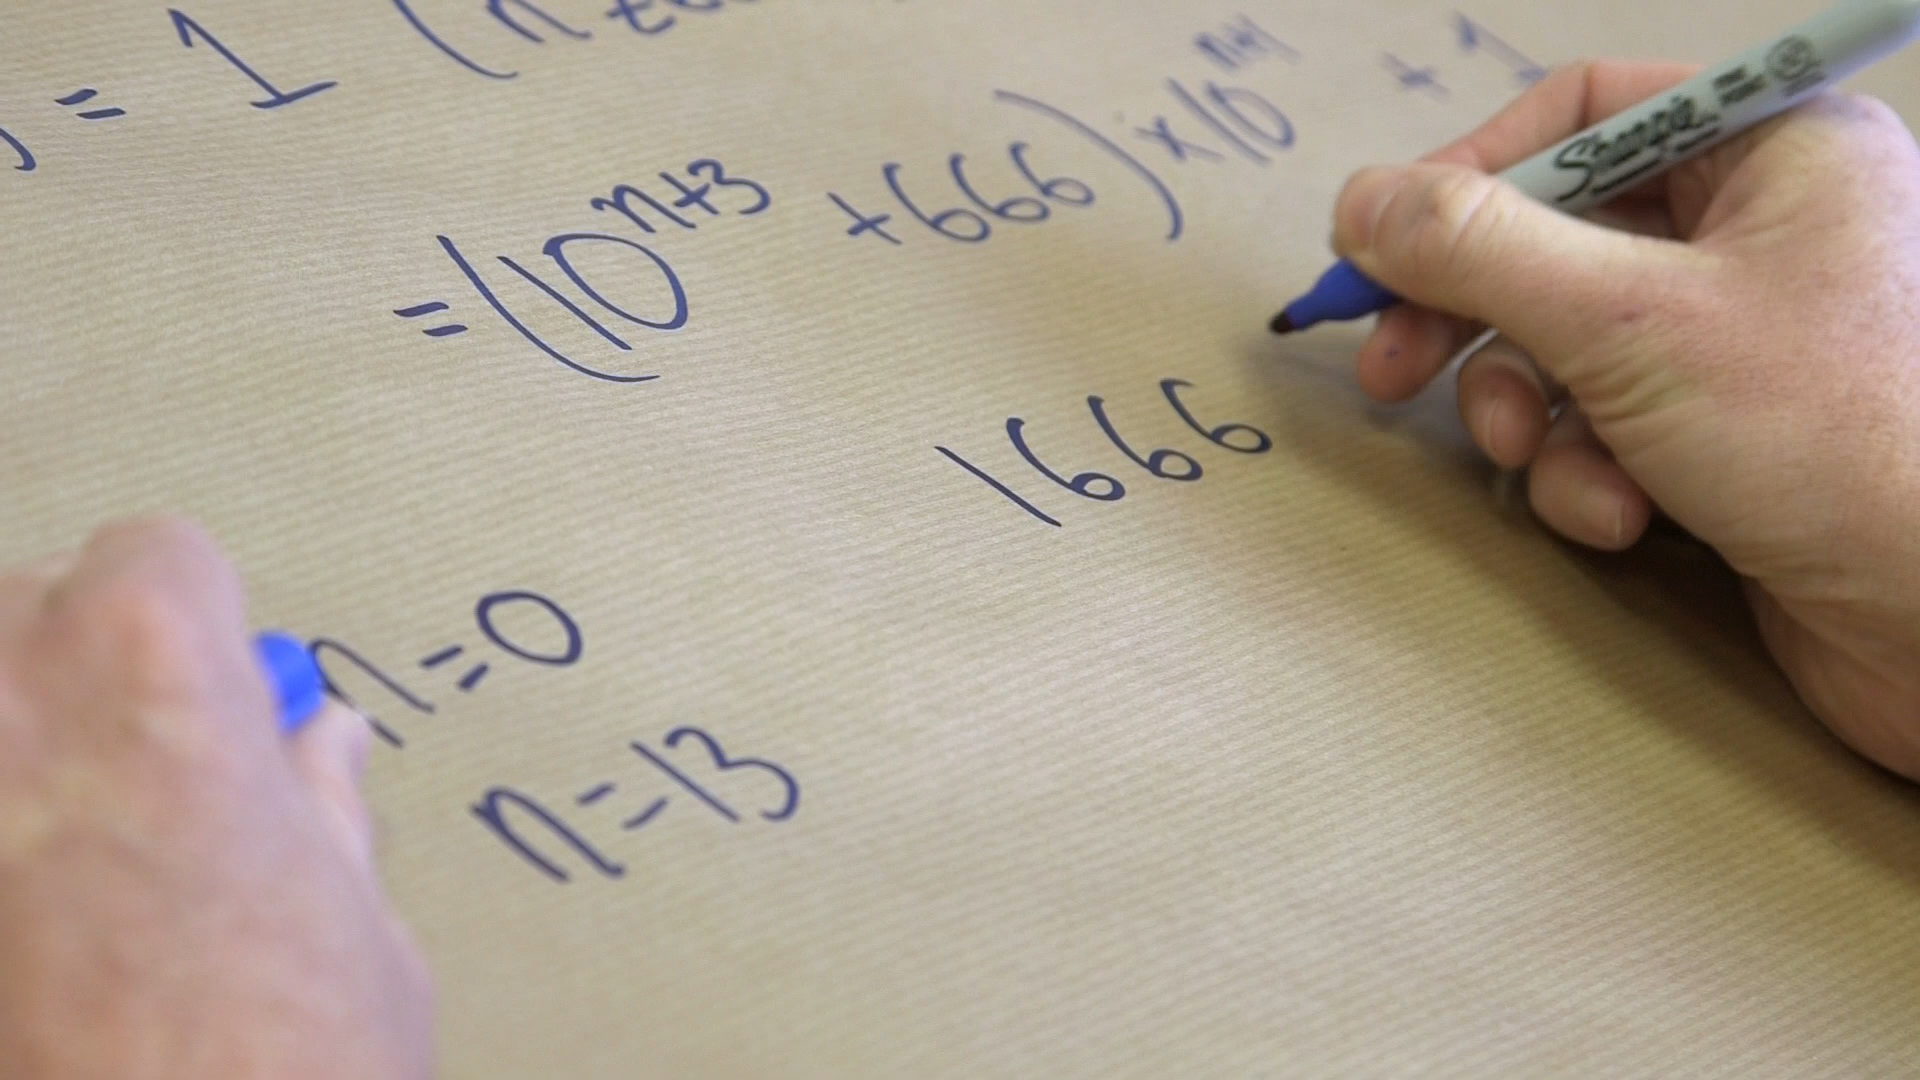 = 1 (n
= (10^{n+3} + 666) × 10^{n+1} + 1
1666
n=0
n=13
Sharpie